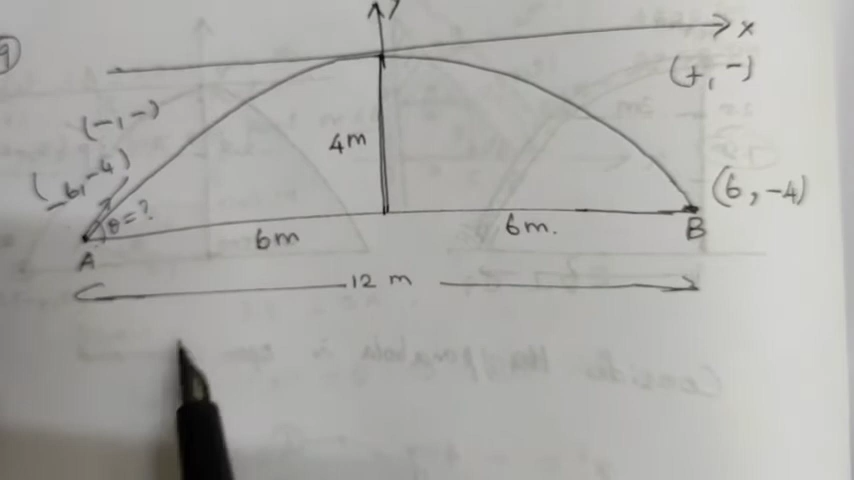 9
y
x
(+, -)
(-, -)
4m
(-6, -4)
(6, -4)
θ=?
6m
6m.
B
A
12 m